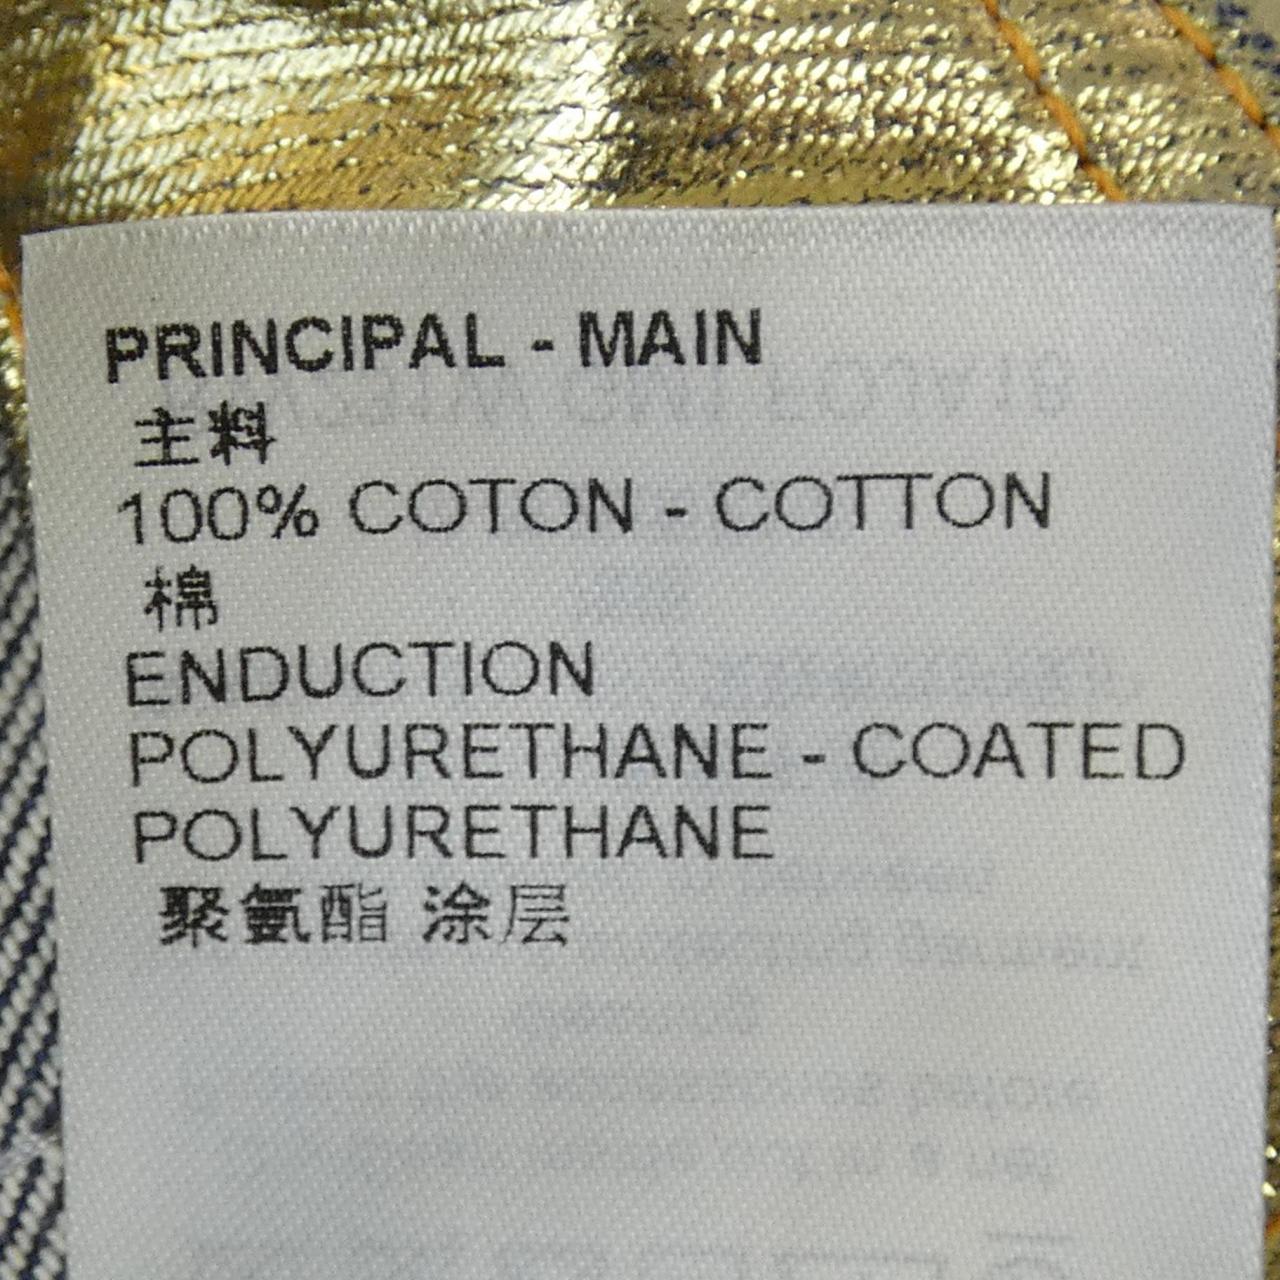 PRINCIPAL - MAIN
主料
100% COTON - COTTON
棉
ENDUCTION
POLYURETHANE - COATED
POLYURETHANE
聚氨酯 涂层